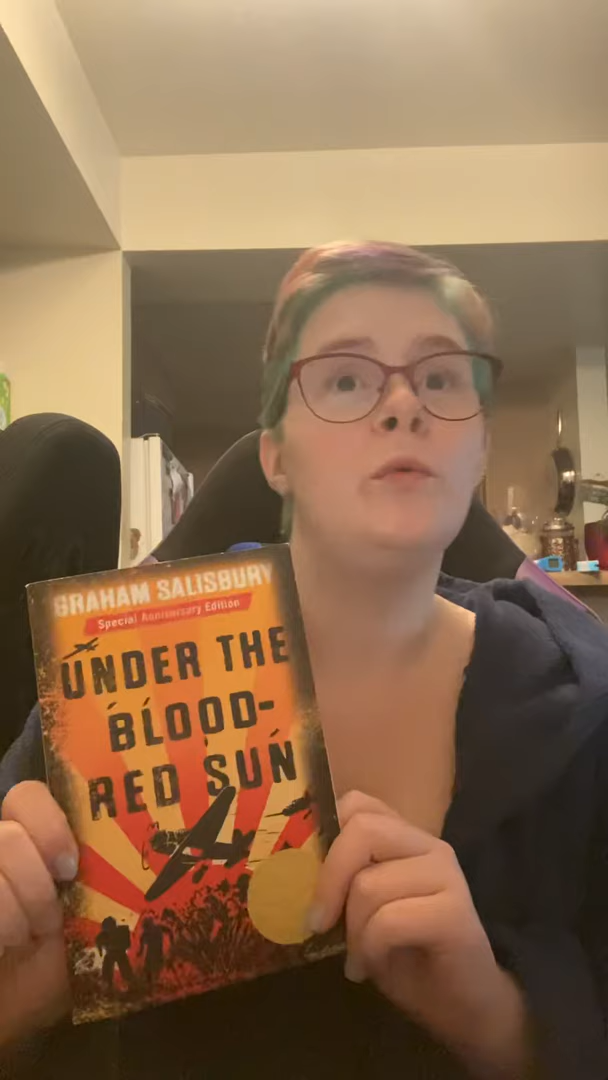 GRAHAM SALISBURY
Special Anniversary Edition
UNDER THE
BLOOD-
RED SUN